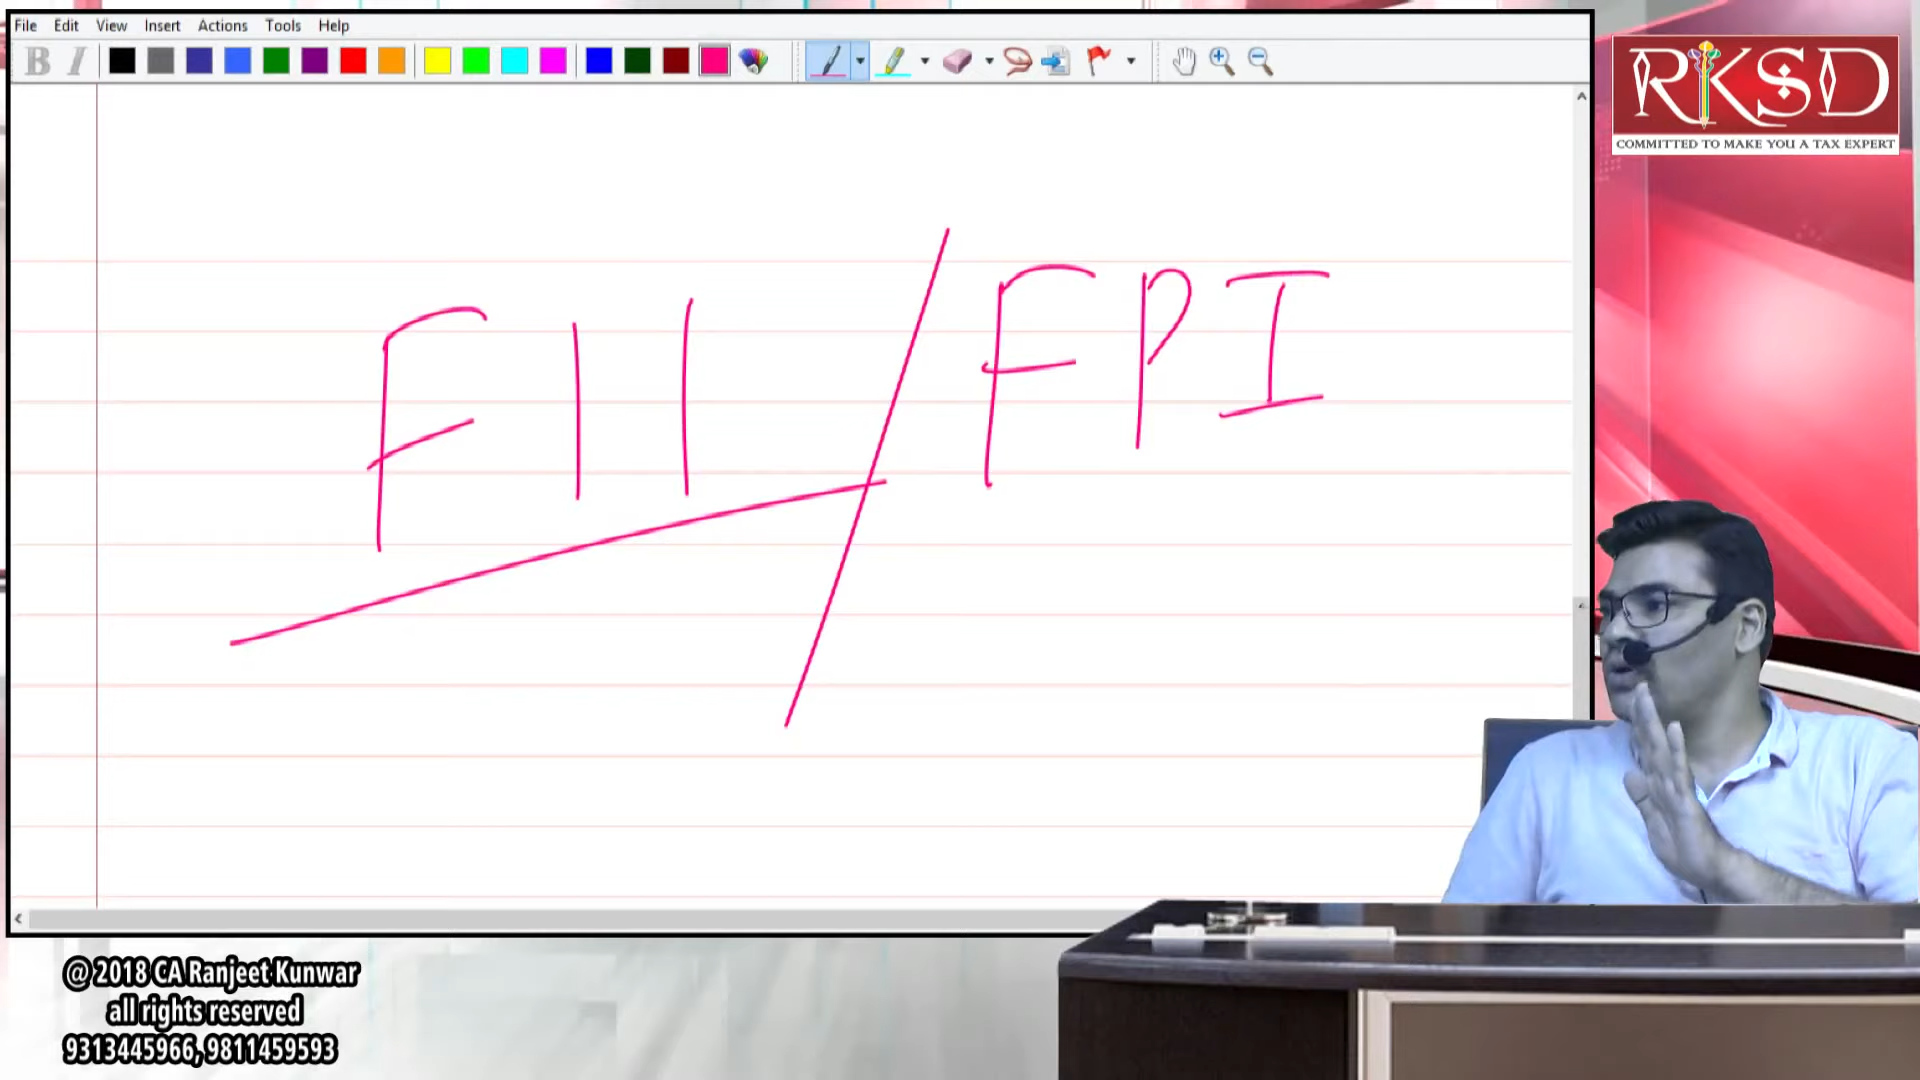 File Edit View Insert Actions Tools Help
B I
RKSD
COMMITTED TO MAKE YOU A TAX EXPERT
FII / FPI
@ 2018 CA Ranjeet Kunwar
all rights reserved
9313445966, 9811459593